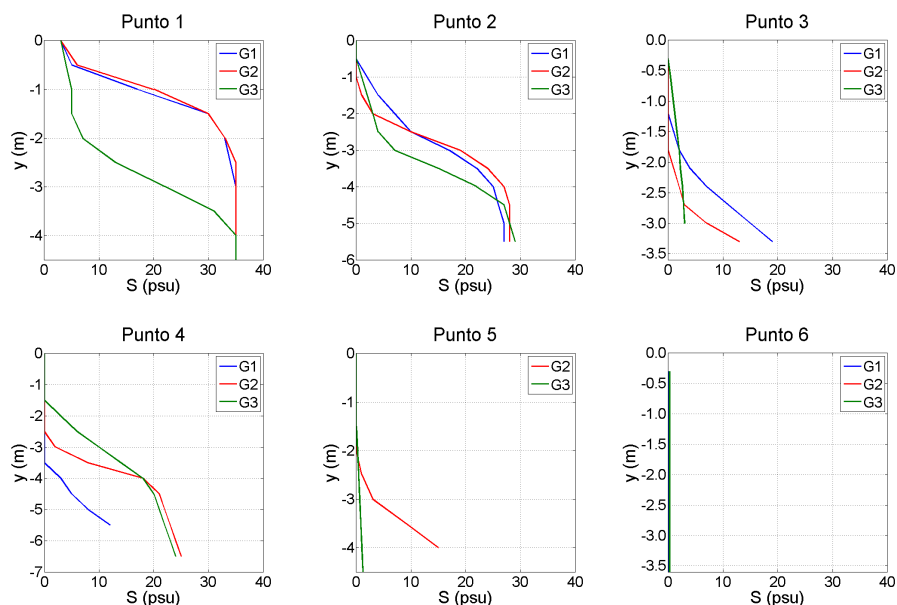 Punto 1
0
-1
-2
-3
-4
y (m)
0 10 20 30 40
S (psu)
G1
G2
G3
Punto 2
0
-1
-2
-3
-4
-5
-6
y (m)
0 10 20 30 40
S (psu)
G1
G2
G3
Punto 3
0.0
-0.5
-1.0
-1.5
-2.0
-2.5
-3.0
-3.5
y (m)
0 10 20 30 40
S (psu)
G1
G2
G3
Punto 4
0
-1
-2
-3
-4
-5
-6
-7
y (m)
0 10 20 30 40
S (psu)
G1
G2
G3
Punto 5
0
-1
-2
-3
-4
y (m)
0 10 20 30 40
S (psu)
G2
G3
Punto 6
0.0
-0.5
-1.0
-1.5
-2.0
-2.5
-3.0
-3.5
y (m)
0 10 20 30 40
S (psu)
G1
G2
G3